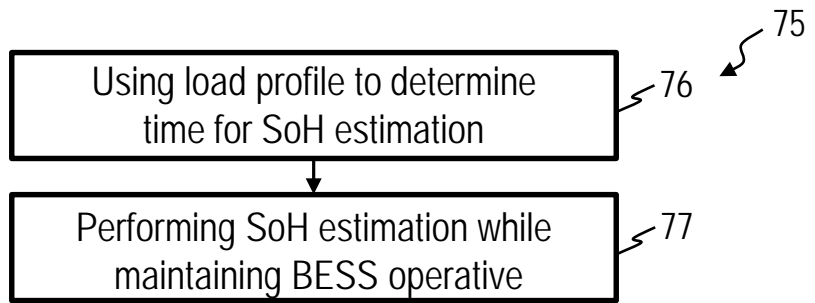 75
Using load profile to determine
time for SoH estimation
76
Performing SoH estimation while
maintaining BESS operative
77